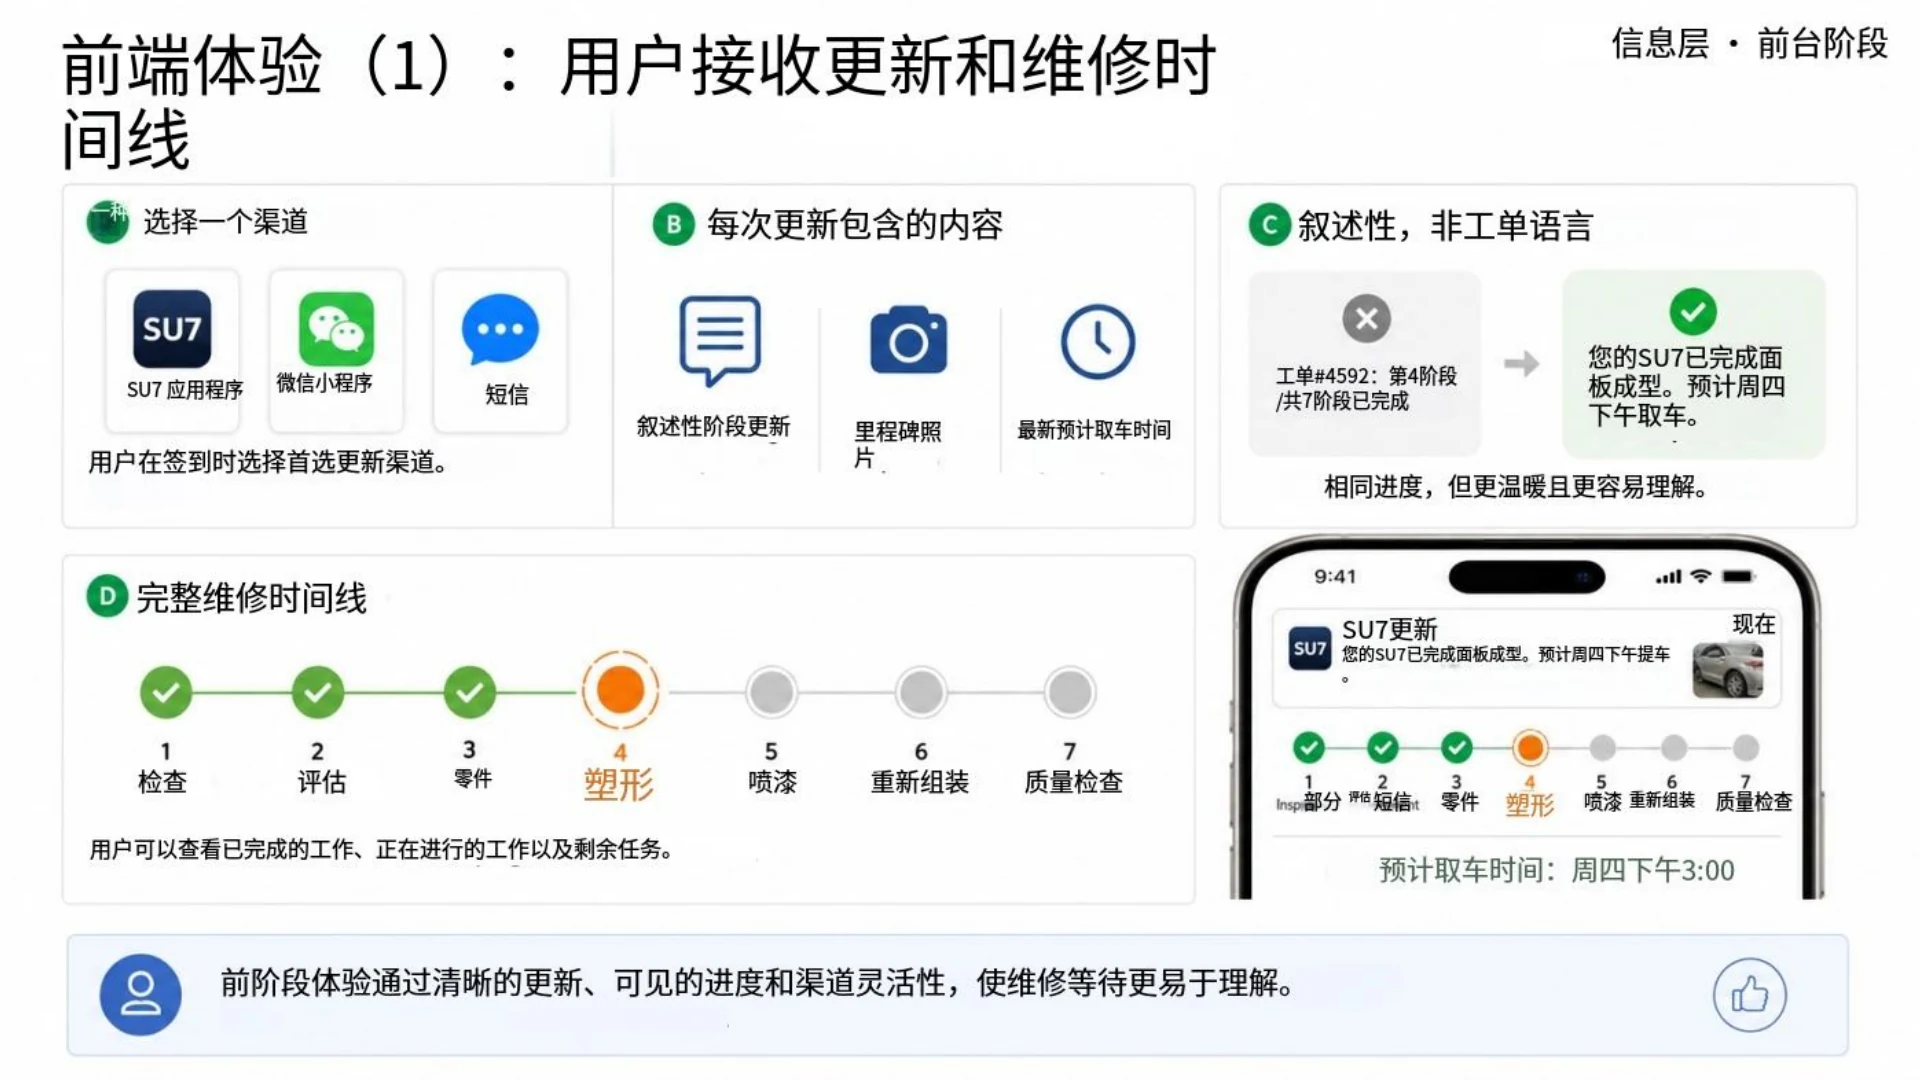 前端体验（1）：用户接收更新和维修时
间线
信息层 · 前台阶段
一种
选择一个渠道
SU7
SU7 应用程序
微信小程序
短信
用户在签到时选择首选更新渠道。
B 每次更新包含的内容
叙述性阶段更新
里程碑照
片
最新预计取车时间
C 叙述性，非工单语言
工单#4592：第4阶段
/共7阶段已完成
您的SU7已完成面
板成型。预计周四
下午取车。
相同进度，但更温暖且更容易理解。
D 完整维修时间线
1 2 3 4 5 6 7
检查 评估 零件 塑形 喷漆 重新组装 质量检查
用户可以查看已完成的工作、正在进行的工作以及剩余任务。
9:41
SU7
SU7更新
现在
您的SU7已完成面板成型。预计周四下午提车
。
1 2 3 4 5 6 7
部分 评估 短信 零件 塑形 喷漆 重新组装 质量检查
预计取车时间：周四下午3:00
前阶段体验通过清晰的更新、可见的进度和渠道灵活性，使维修等待更易于理解。